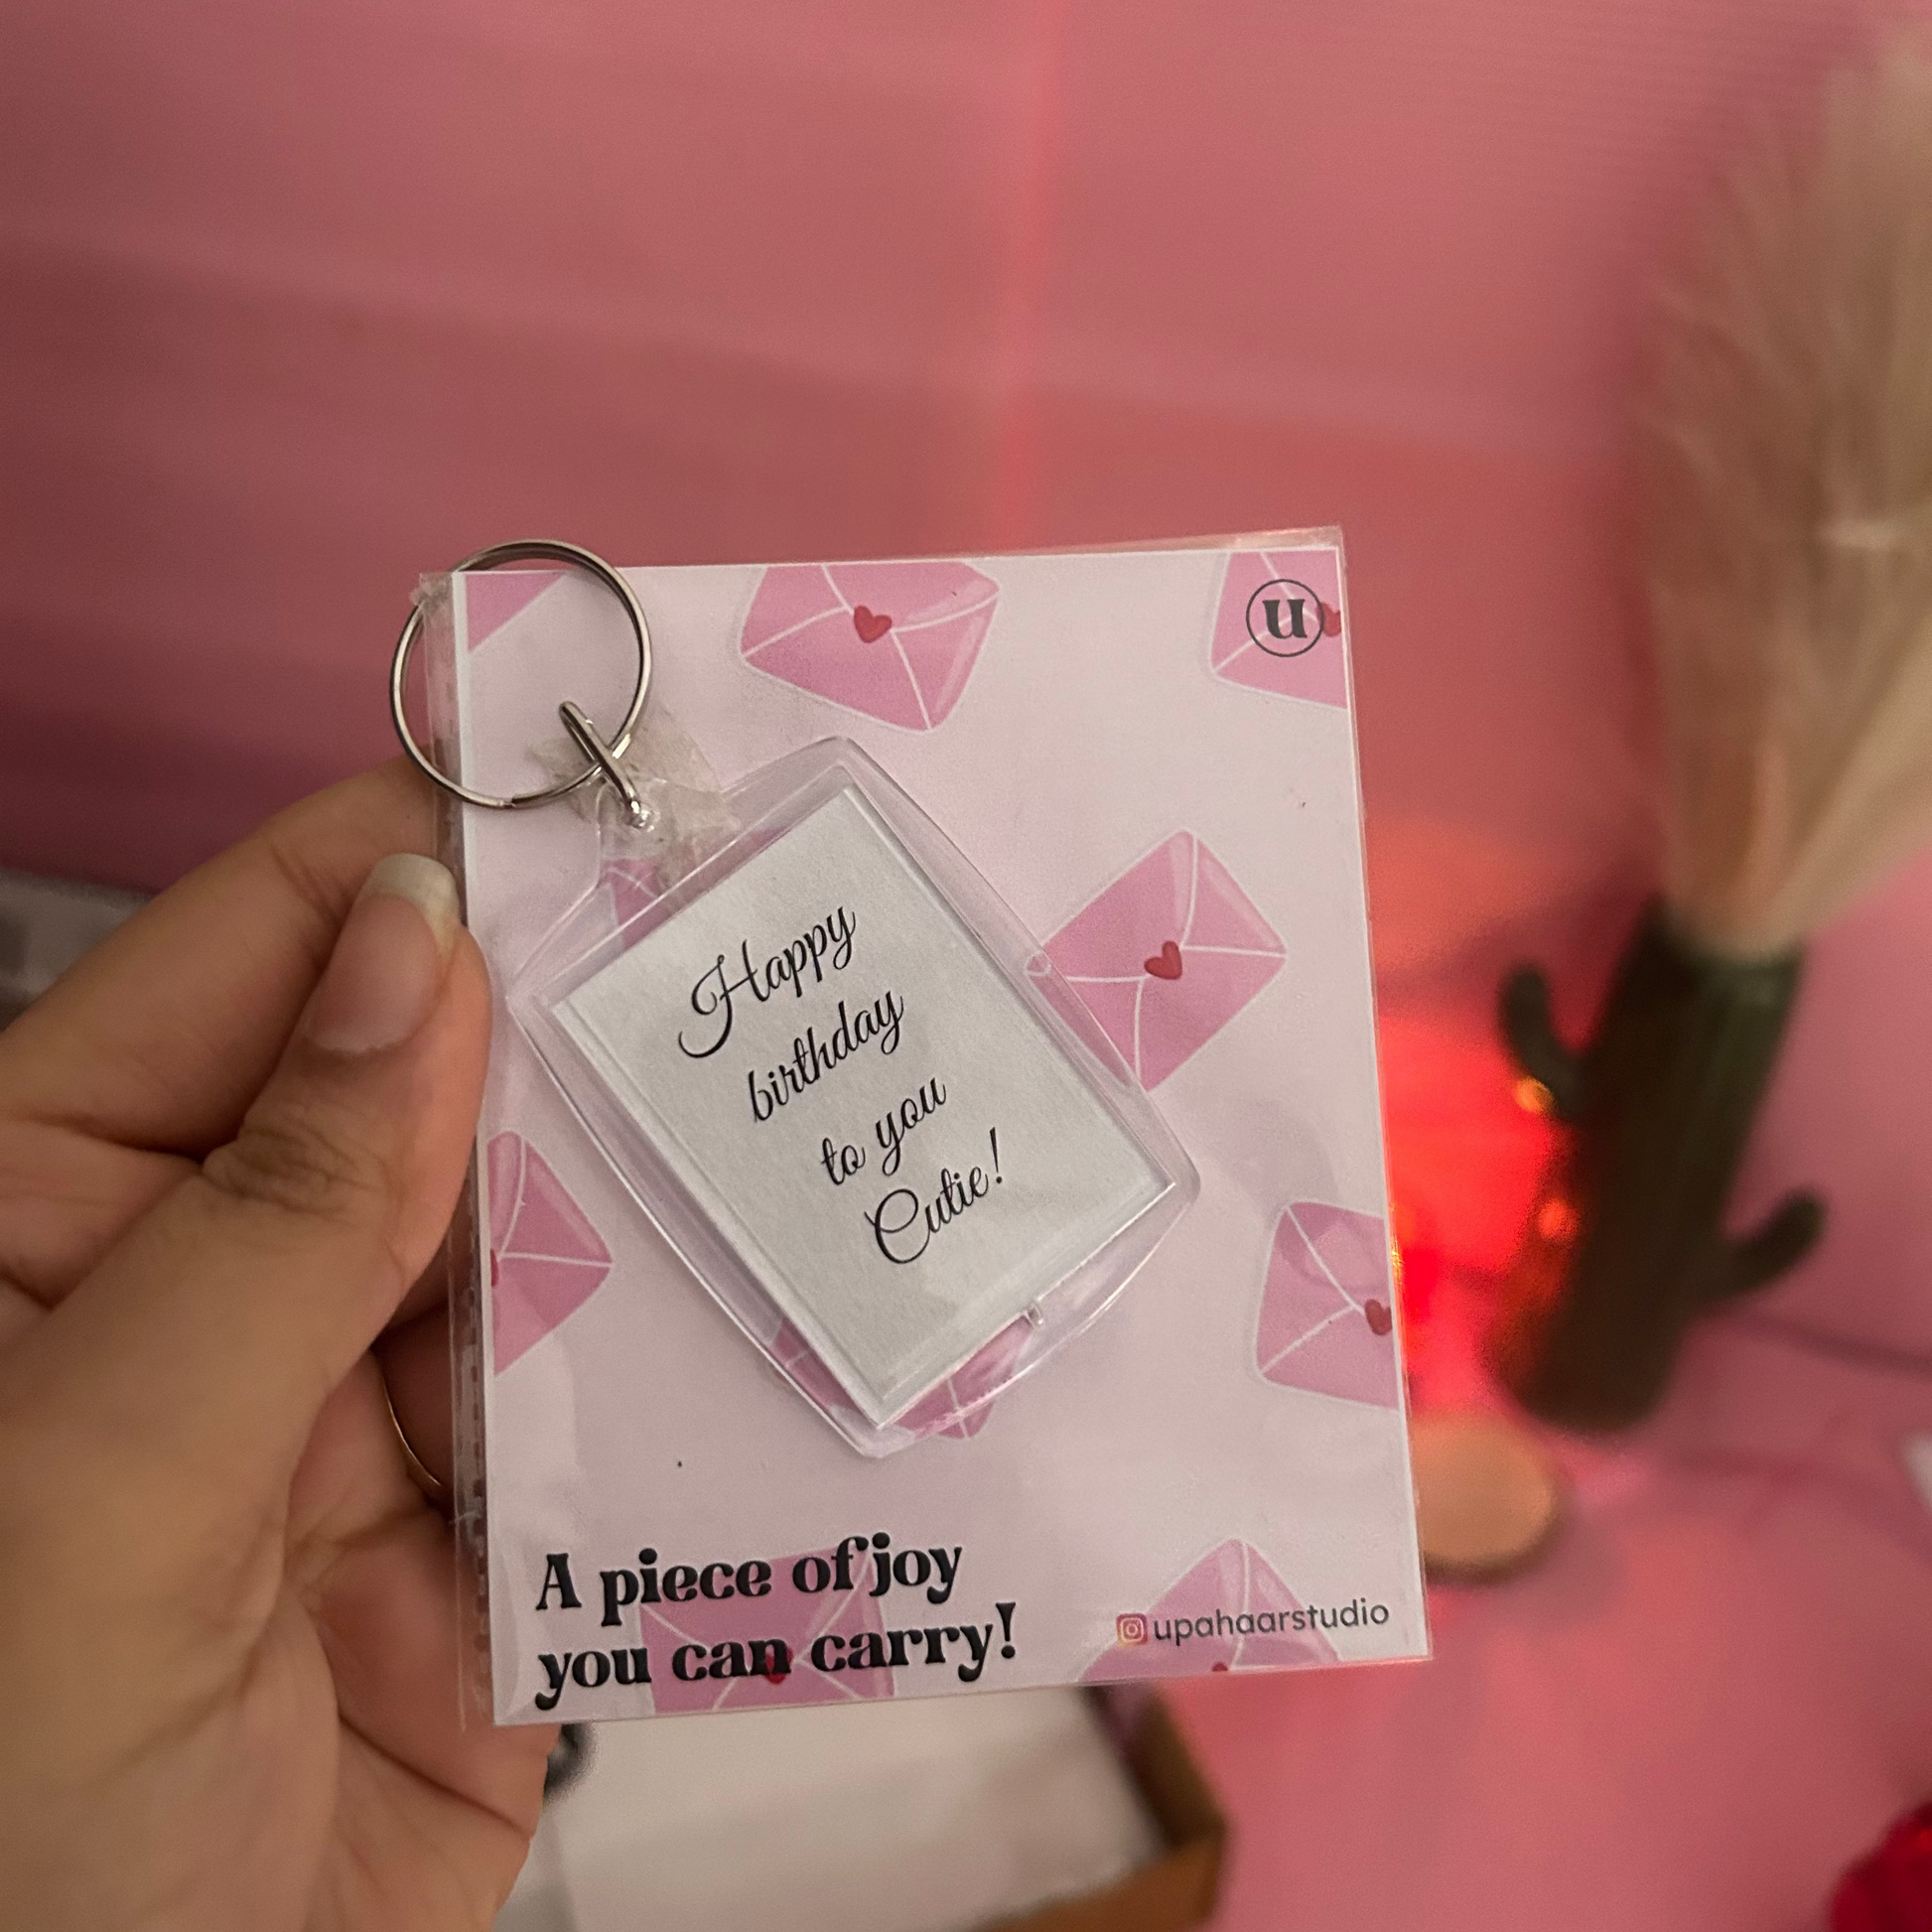 u
Happy
birthday
to you
Cutie!
A piece of joy
you can carry!
upahaarstudio